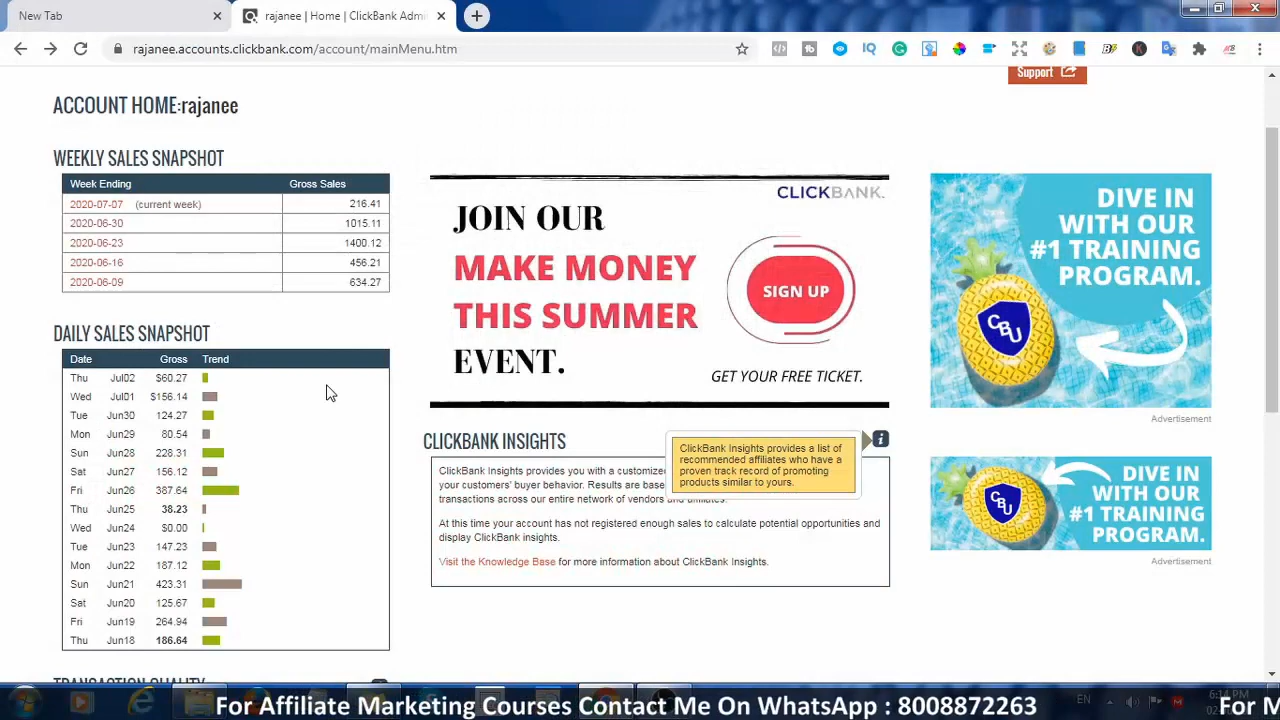 New Tab
rajanee | Home | ClickBank Admi
rajanee.accounts.clickbank.com/account/mainMenu.htm
Support
ACCOUNT HOME:rajanee
WEEKLY SALES SNAPSHOT
Week Ending Gross Sales
2020-07-07 (current week) 216.41
2020-06-30 1015.11
2020-06-23 1400.12
2020-06-16 456.21
2020-06-09 634.27
DAILY SALES SNAPSHOT
Date Gross Trend
Thu Jul02 $60.27
Wed Jul01 $156.14
Tue Jun30 124.27
Mon Jun29 80.54
Sun Jun28 228.31
Sat Jun27 156.12
Fri Jun26 387.64
Thu Jun25 38.23
Wed Jun24 $0.00
Tue Jun23 147.23
Mon Jun22 187.12
Sun Jun21 423.31
Sat Jun20 125.67
Fri Jun19 264.94
Thu Jun18 186.64
CLICKBANK.
JOIN OUR
MAKE MONEY
THIS SUMMER
EVENT.
SIGN UP
GET YOUR FREE TICKET.
CLICKBANK INSIGHTS
ClickBank Insights provides a list of
recommended affiliates who have a
proven track record of promoting
products similar to yours.
ClickBank Insights provides you with a customized
your customers' buyer behavior. Results are base
transactions across our entire network of vendors and affiliates.
At this time your account has not registered enough sales to calculate potential opportunities and
display ClickBank insights.
Visit the Knowledge Base for more information about ClickBank Insights.
DIVE IN
WITH OUR
#1 TRAINING
PROGRAM.
CBU
Advertisement
DIVE IN
WITH OUR
#1 TRAINING
PROGRAM.
CBU
Advertisement
EN
6:14 PM
For Affiliate Marketing Courses Contact Me On WhatsApp : 8008872263
For M